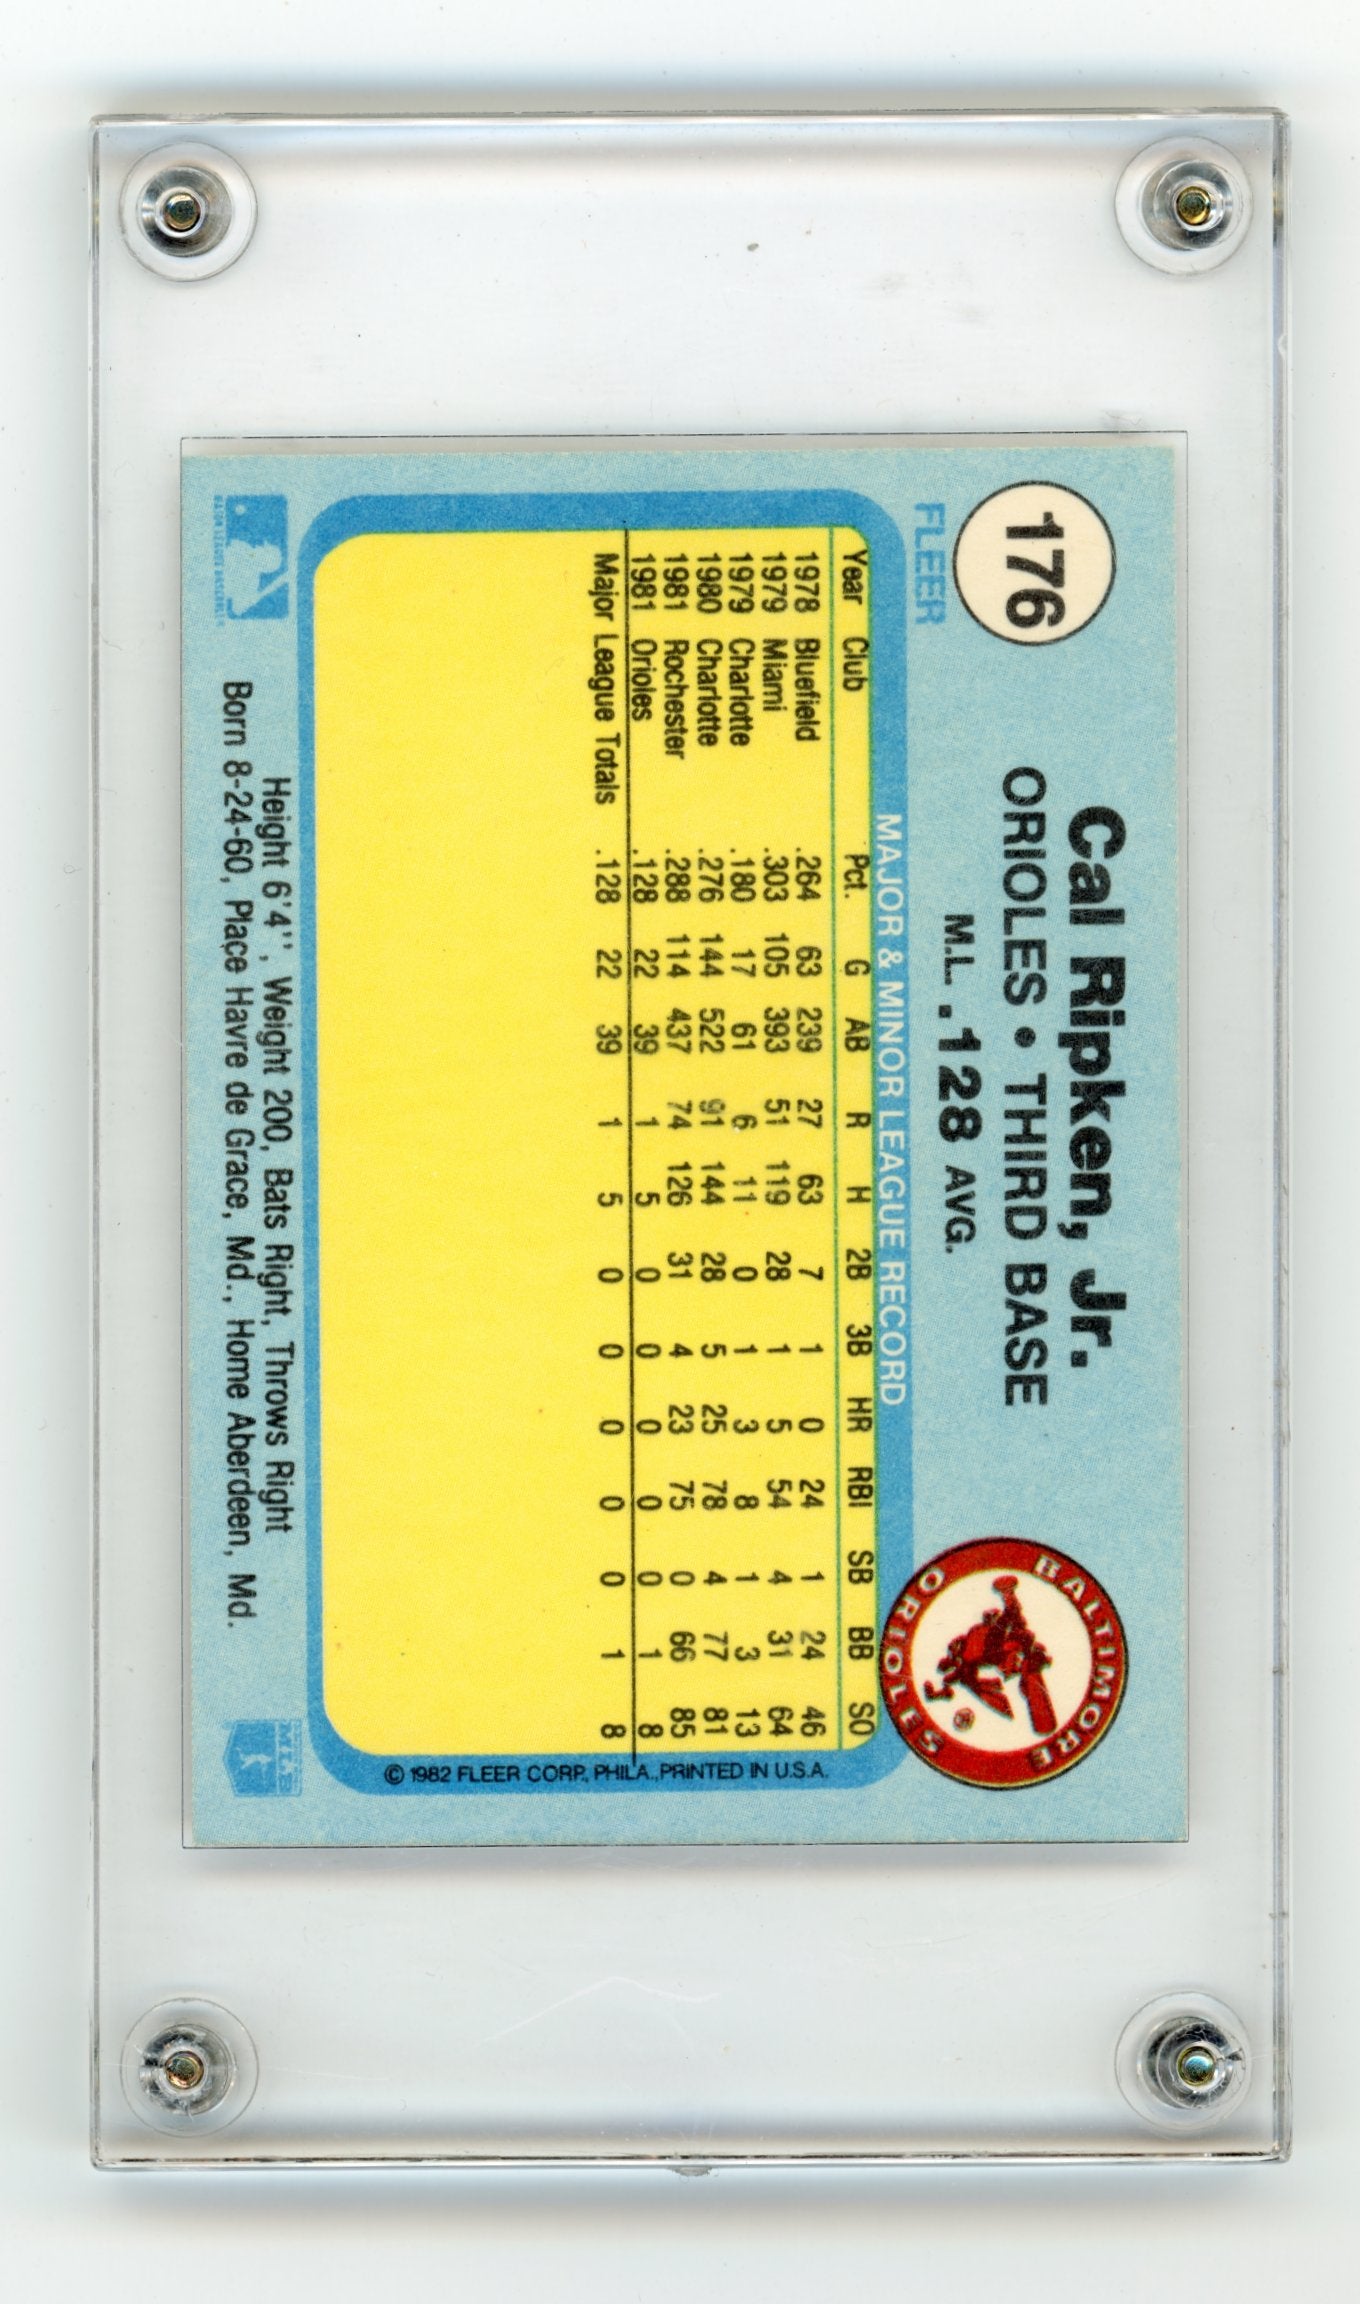 176
FLEER
Cal Ripken, Jr.
ORIOLES • THIRD BASE
M.L. .128 AVG.
BALTIMORE
ORIOLES
MAJOR & MINOR LEAGUE RECORD
Year Club Pct. G AB R H 2B 3B HR RBI SB BB SO
1978 Bluefield .264 63 239 27 63 7 1 0 24 1 24 46
1979 Miami .303 105 393 51 119 28 1 5 54 4 31 64
1979 Charlotte .180 17 61 6 11 0 1 3 8 1 3 13
1980 Charlotte .276 144 522 91 144 28 5 25 78 4 77 81
1981 Rochester .288 114 437 74 126 31 4 23 75 0 66 85
1981 Orioles .128 22 39 1 5 0 0 0 0 0 1 8
Major League Totals .128 22 39 1 5 0 0 0 0 0 1 8
© 1982 FLEER CORP., PHILA., PRINTED IN U.S.A.
Height 6'4'', Weight 200, Bats Right, Throws Right
Born 8-24-60, Place Havre de Grace, Md., Home Aberdeen, Md.